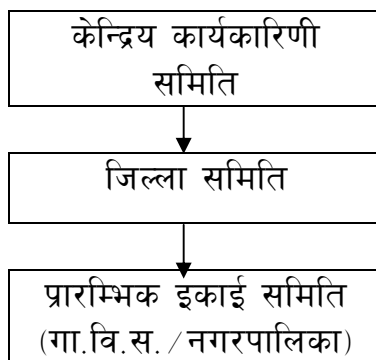 केन्द्रिय कार्यकारिणी
समिति
जिल्ला समिति
प्रारम्भिक इकाई समिति
(गा.वि.स./नगरपालिका)